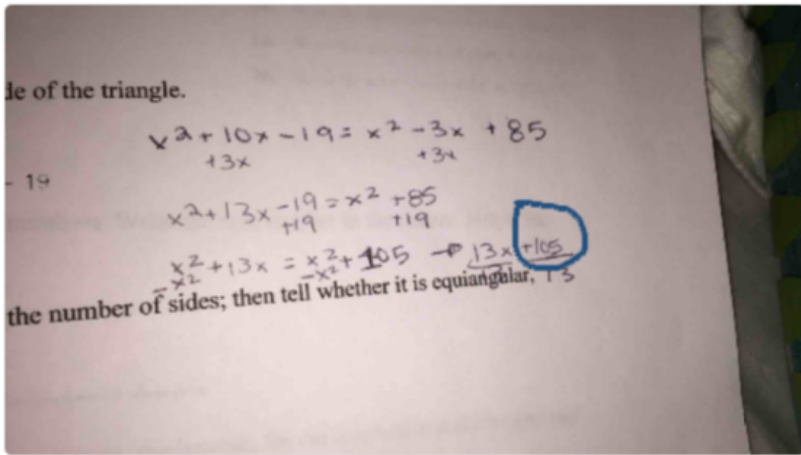 de of the triangle.
x2 + 10x - 19 = x2 - 3x + 85
+3x +3x
- 19
x2 + 13x - 19 = x2 + 85
+19 +19
x2 + 13x = x2 + 105 → 13x +105
-x2 -x2 13 13
the number of sides; then tell whether it is equiangular,